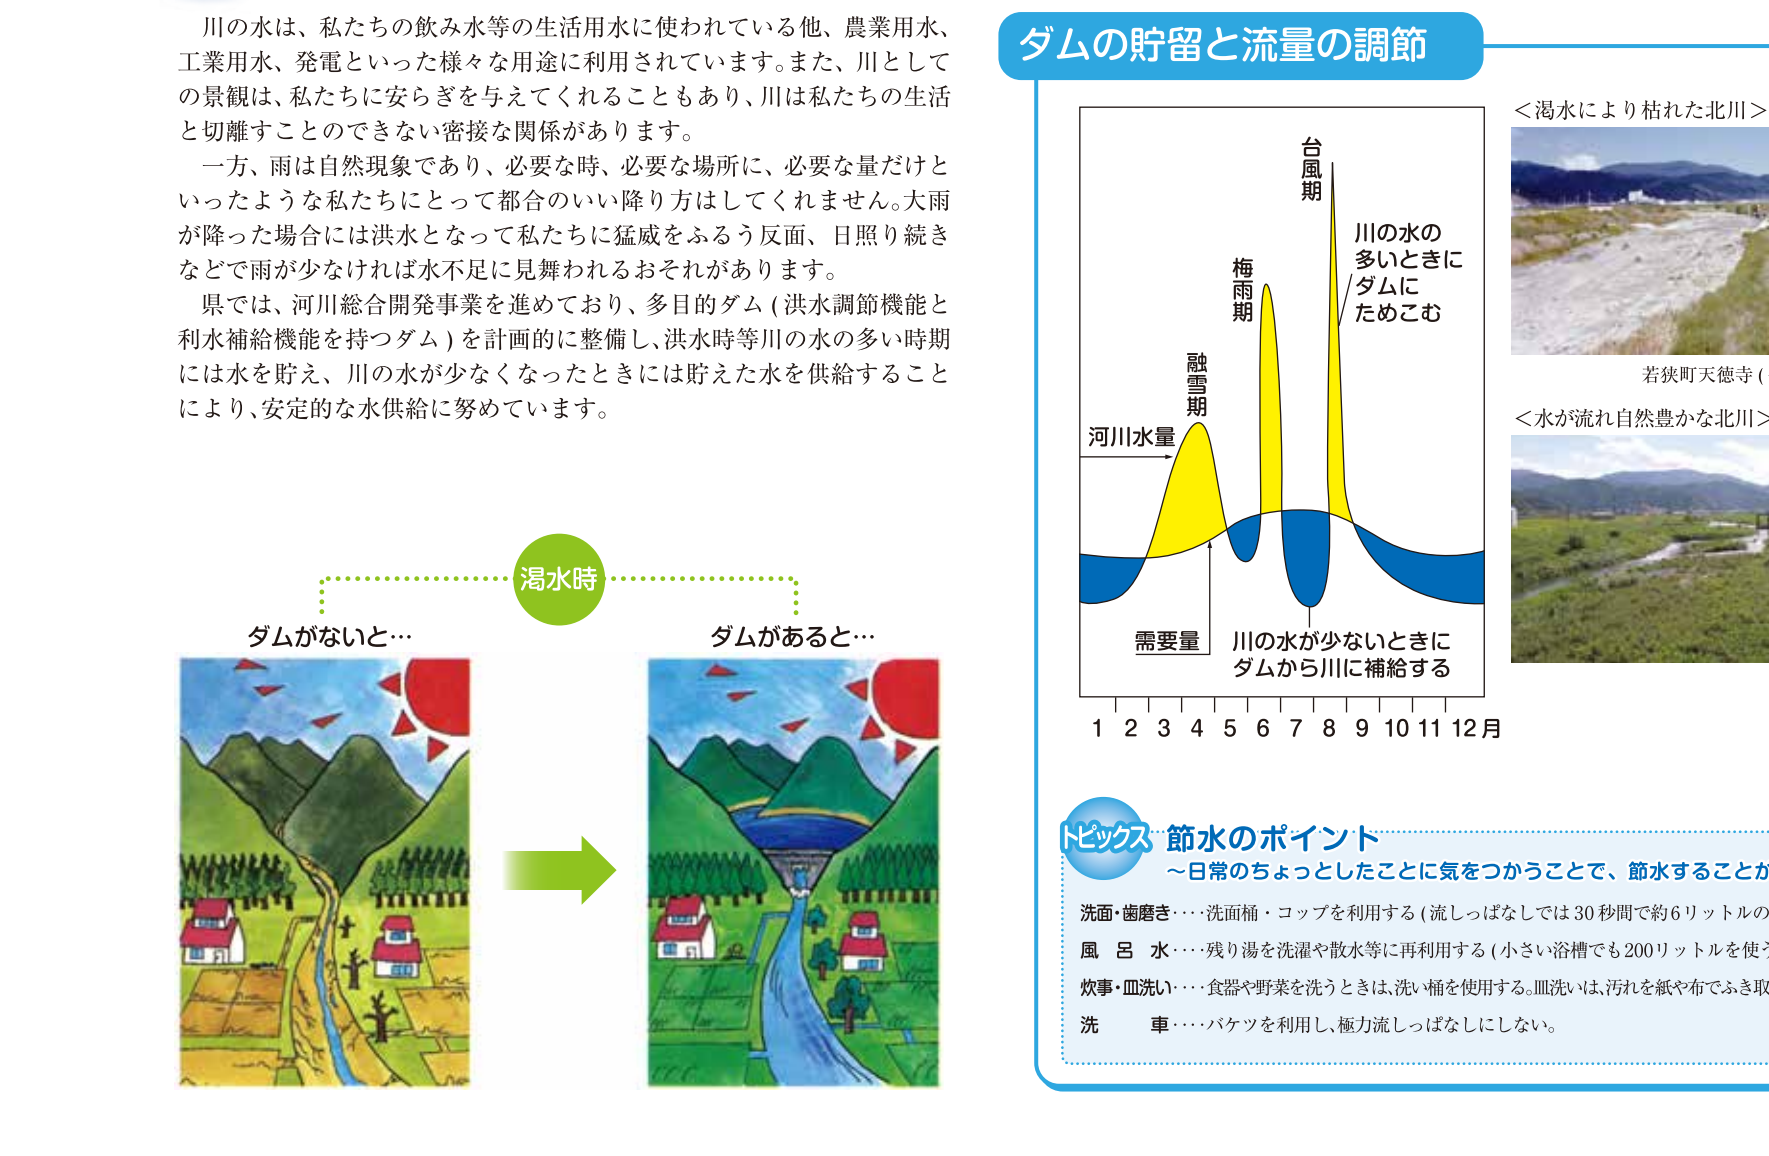 川の水は、私たちの飲み水等の生活用水に使われている他、農業用水、
工業用水、発電といった様々な用途に利用されています。また、川として
の景観は、私たちに安らぎを与えてくれることもあり、川は私たちの生活
と切離すことのできない密接な関係があります。
一方、雨は自然現象であり、必要な時、必要な場所に、必要な量だけと
いったような私たちにとって都合のいい降り方はしてくれません。大雨
が降った場合には洪水となって私たちに猛威をふるう反面、日照り続き
などで雨が少なければ水不足に見舞われるおそれがあります。
県では、河川総合開発事業を進めており、多目的ダム(洪水調節機能と
利水補給機能を持つダム)を計画的に整備し、洪水時等川の水の多い時期
には水を貯え、川の水が少なくなったときには貯えた水を供給すること
により、安定的な水供給に努めています。
渇水時
ダムがないと…
ダムがあると…
ダムの貯留と流量の調節
台風期
川の水の
多いときに
ダムに
ためこむ
梅雨期
融雪期
河川水量
需要量
川の水が少ないときに
ダムから川に補給する
1 2 3 4 5 6 7 8 9 10 11 12月
＜渇水により枯れた北川＞
若狭町天徳寺(
＜水が流れ自然豊かな北川＞
トピックス
節水のポイント
～日常のちょっとしたことに気をつかうことで、節水することが
洗面・歯磨き････洗面桶・コップを利用する(流しっぱなしでは30秒間で約6リットルの
風呂水････残り湯を洗濯や散水等に再利用する(小さい浴槽でも200リットルを使う
炊事・皿洗い････食器や野菜を洗うときは、洗い桶を使用する。皿洗いは、汚れを紙や布でふき取
洗車････バケツを利用し、極力流しっぱなしにしない。